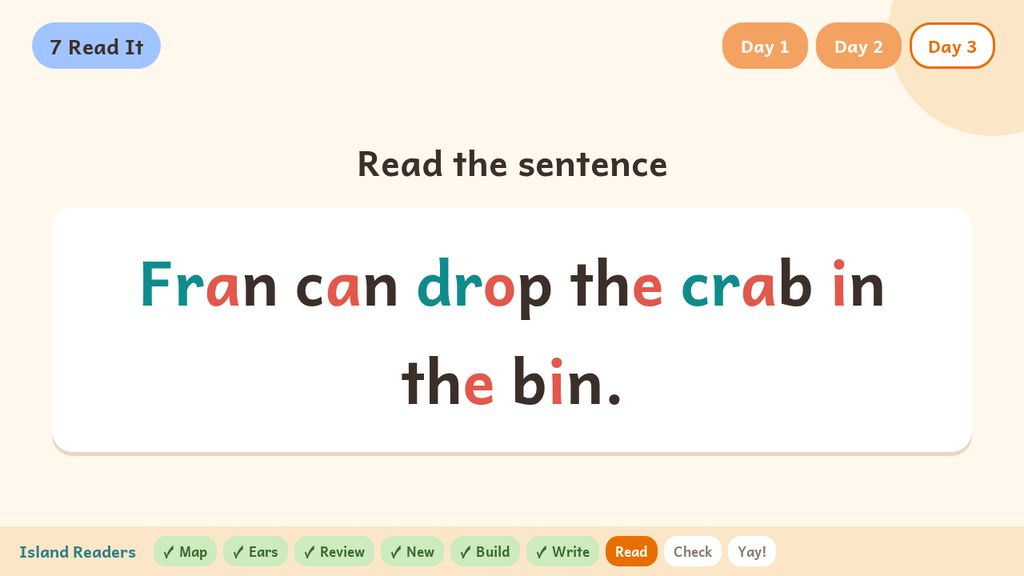 7 Read It
Day 1 Day 2 Day 3
Read the sentence
Fran can drop the crab in
the bin.
Island Readers ✓ Map ✓ Ears ✓ Review ✓ New ✓ Build ✓ Write Read Check Yay!